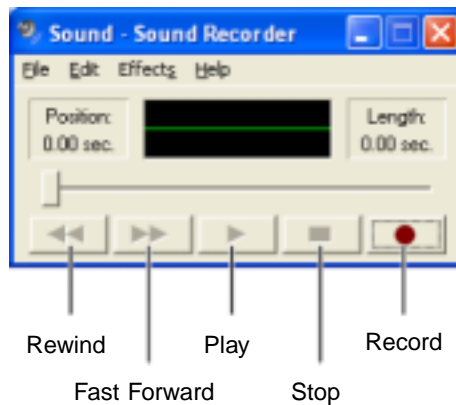 Sound - Sound Recorder
File Edit Effects Help
Position: Length:
0.00 sec. 0.00 sec.
Rewind Play Record
Fast Forward Stop